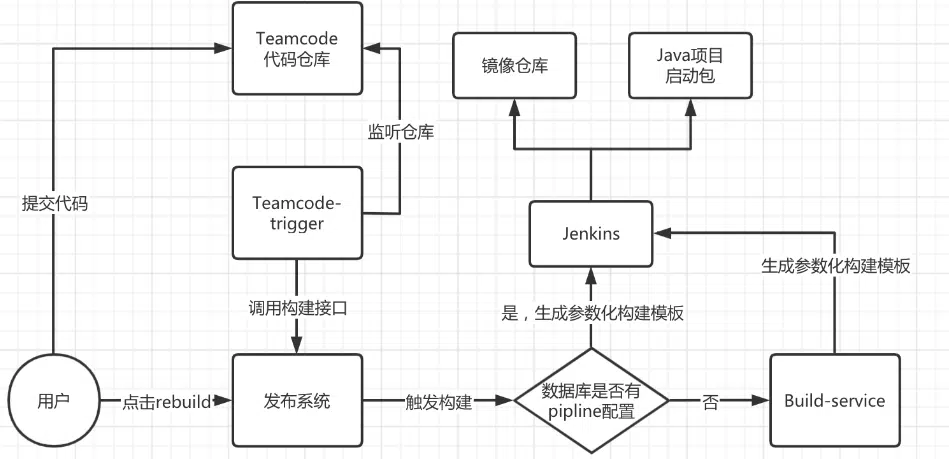 Teamcode
代码仓库
镜像仓库
Java项目
启动包
监听仓库
提交代码
Teamcode-
trigger
Jenkins
生成参数化构建模板
调用构建接口
是，生成参数化构建模板
用户
点击rebuild
发布系统
触发构建
数据库是否有
pipline配置
否
Build-service